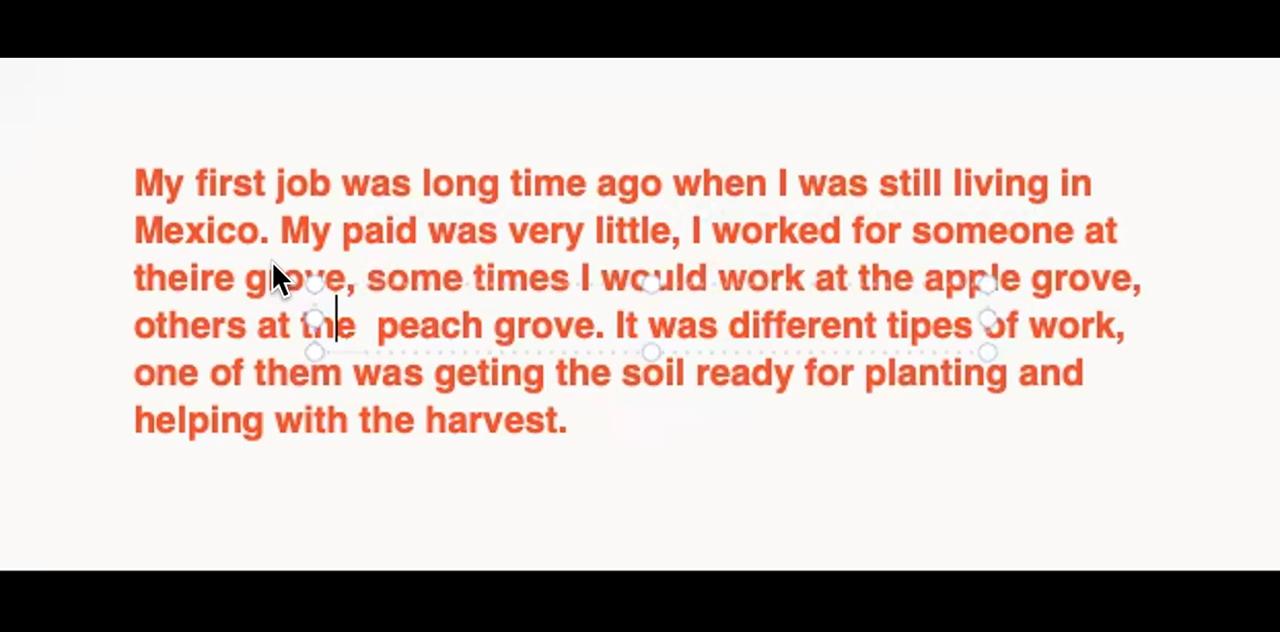 My first job was long time ago when I was still living in
Mexico. My paid was very little, I worked for someone at
theire grove, some times I would work at the apple grove,
others at the  peach grove. It was different tipes of work,
one of them was geting the soil ready for planting and
helping with the harvest.